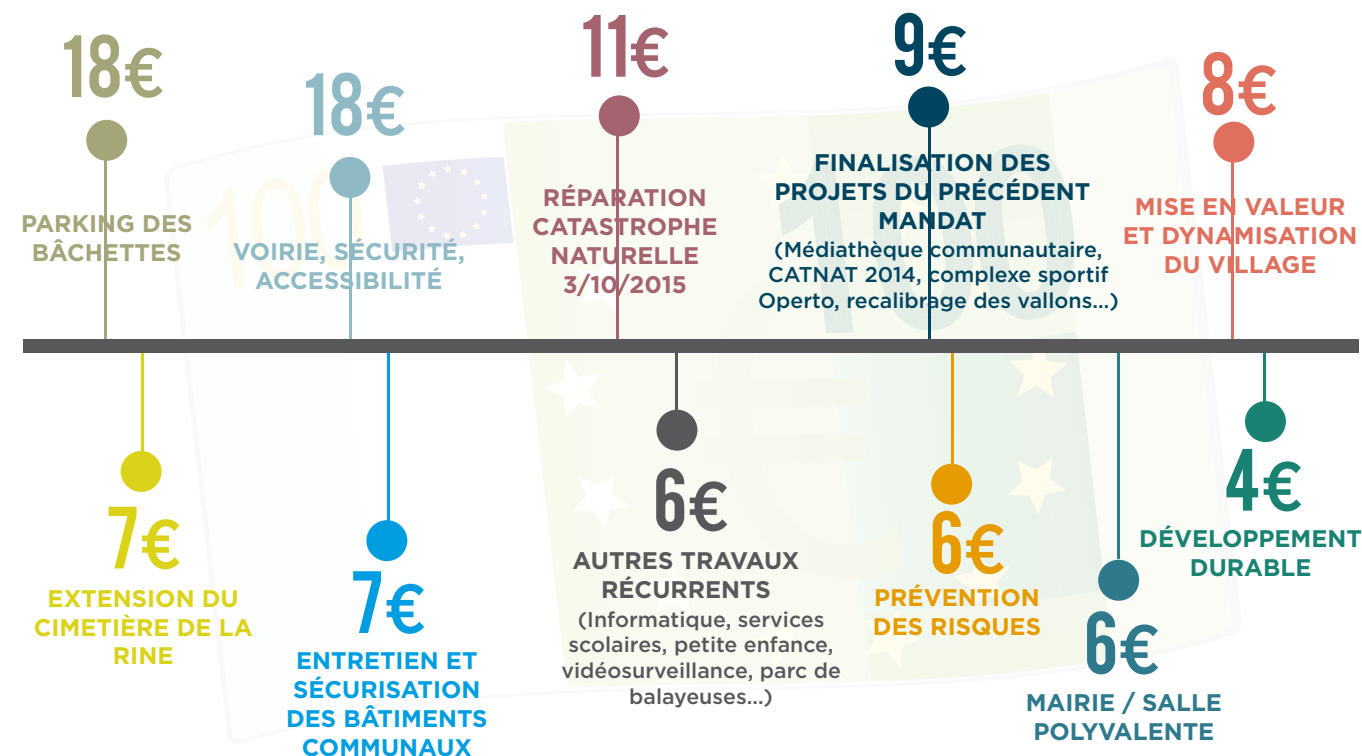 18€
PARKING DES
BÂCHETTES
18€
VOIRIE, SÉCURITÉ,
ACCESSIBILITÉ
11€
RÉPARATION
CATASTROPHE
NATURELLE
3/10/2015
9€
FINALISATION DES
PROJETS DU PRÉCÉDENT
MANDAT
(Médiathèque communautaire,
CATNAT 2014, complexe sportif
Operto, recalibrage des vallons...)
8€
MISE EN VALEUR
ET DYNAMISATION
DU VILLAGE
7€
EXTENSION DU
CIMETIÈRE DE LA
RINE
7€
ENTRETIEN ET
SÉCURISATION
DES BÂTIMENTS
COMMUNAUX
6€
AUTRES TRAVAUX
RÉCURRENTS
(Informatique, services
scolaires, petite enfance,
vidéosurveillance, parc de
balayeuses...)
6€
PRÉVENTION
DES RISQUES
6€
MAIRIE / SALLE
POLYVALENTE
4€
DÉVELOPPEMENT
DURABLE
100
100